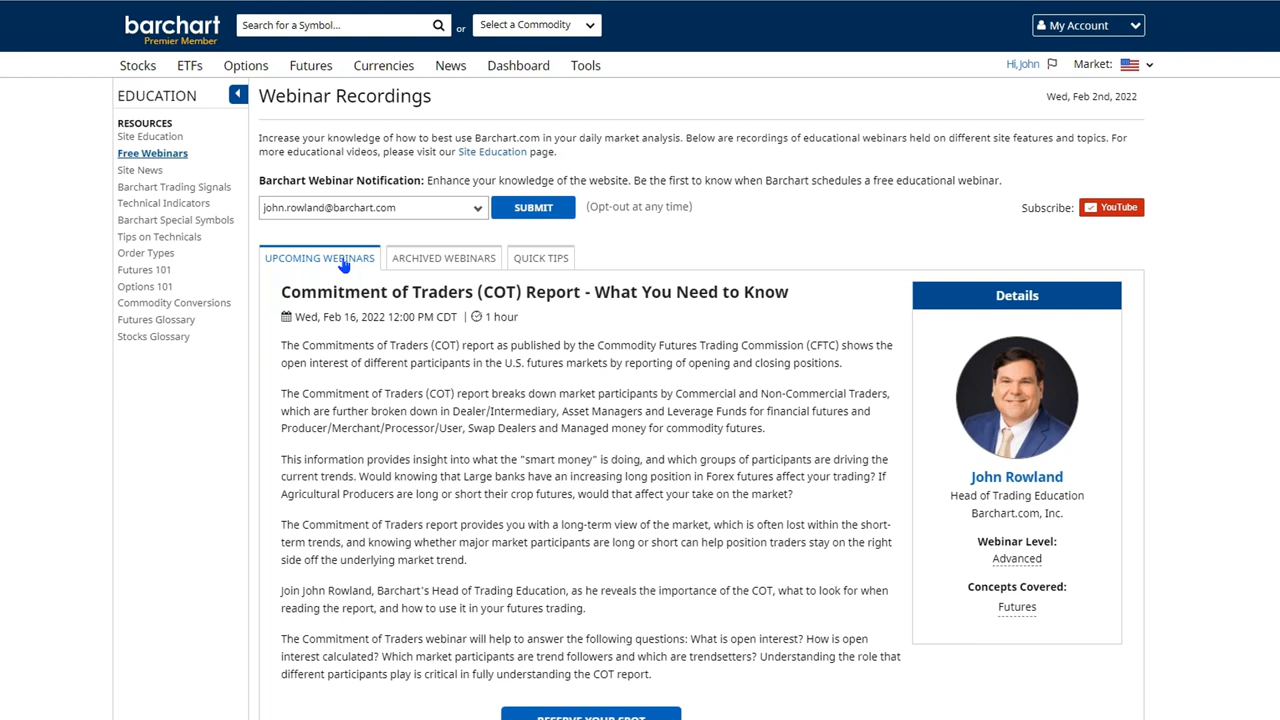 barchart
Premier Member
Search for a Symbol...
or
Select a Commodity
My Account
Stocks ETFs Options Futures Currencies News Dashboard Tools
Hi, John
Market:
EDUCATION
RESOURCES
Site Education
Free Webinars
Site News
Barchart Trading Signals
Technical Indicators
Barchart Special Symbols
Tips on Technicals
Order Types
Futures 101
Options 101
Commodity Conversions
Futures Glossary
Stocks Glossary
Webinar Recordings
Wed, Feb 2nd, 2022
Increase your knowledge of how to best use Barchart.com in your daily market analysis. Below are recordings of educational webinars held on different site features and topics. For
more educational videos, please visit our Site Education page.
Barchart Webinar Notification: Enhance your knowledge of the website. Be the first to know when Barchart schedules a free educational webinar.
john.rowland@barchart.com
SUBMIT
(Opt-out at any time)
Subscribe:
YouTube
UPCOMING WEBINARS
ARCHIVED WEBINARS
QUICK TIPS
Commitment of Traders (COT) Report - What You Need to Know
Wed, Feb 16, 2022 12:00 PM CDT | 1 hour
The Commitments of Traders (COT) report as published by the Commodity Futures Trading Commission (CFTC) shows the
open interest of different participants in the U.S. futures markets by reporting of opening and closing positions.
The Commitment of Traders (COT) report breaks down market participants by Commercial and Non-Commercial Traders,
which are further broken down in Dealer/Intermediary, Asset Managers and Leverage Funds for financial futures and
Producer/Merchant/Processor/User, Swap Dealers and Managed money for commodity futures.
This information provides insight into what the "smart money" is doing, and which groups of participants are driving the
current trends. Would knowing that Large banks have an increasing long position in Forex futures affect your trading? If
Agricultural Producers are long or short their crop futures, would that affect your take on the market?
The Commitment of Traders report provides you with a long-term view of the market, which is often lost within the short-
term trends, and knowing whether major market participants are long or short can help position traders stay on the right
side off the underlying market trend.
Join John Rowland, Barchart's Head of Trading Education, as he reveals the importance of the COT, what to look for when
reading the report, and how to use it in your futures trading.
The Commitment of Traders webinar will help to answer the following questions: What is open interest? How is open
interest calculated? Which market participants are trend followers and which are trendsetters? Understanding the role that
different participants play is critical in fully understanding the COT report.
RESERVE YOUR SPOT
Details
John Rowland
Head of Trading Education
Barchart.com, Inc.
Webinar Level:
Advanced
Concepts Covered:
Futures